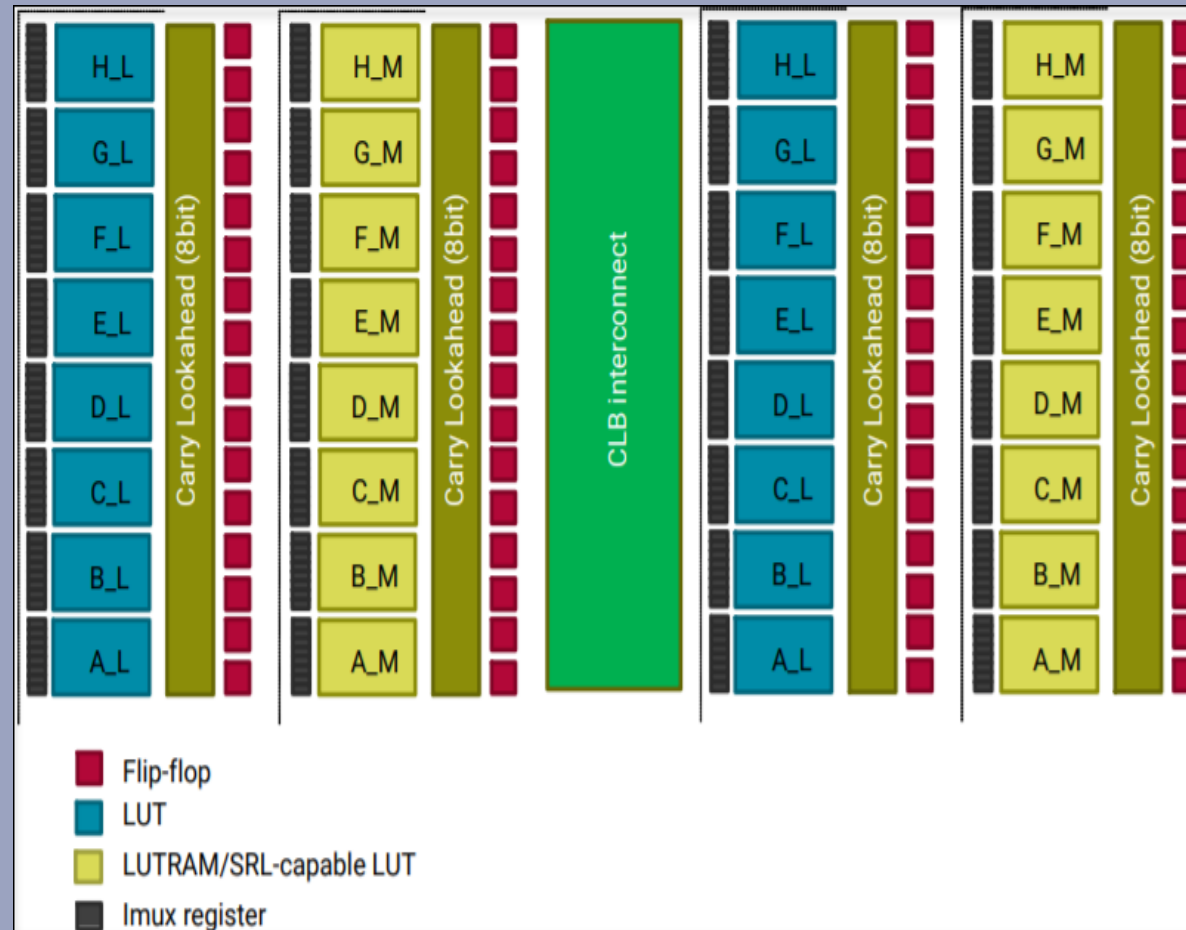 H_L
G_L
F_L
E_L
D_L
C_L
B_L
A_L
Carry Lookahead (8bit)
H_M
G_M
F_M
E_M
D_M
C_M
B_M
A_M
Carry Lookahead (8bit)
CLB interconnect
H_L
G_L
F_L
E_L
D_L
C_L
B_L
A_L
Carry Lookahead (8bit)
H_M
G_M
F_M
E_M
D_M
C_M
B_M
A_M
Carry Lookahead (8bit)
Flip-flop
LUT
LUTRAM/SRL-capable LUT
Imux register